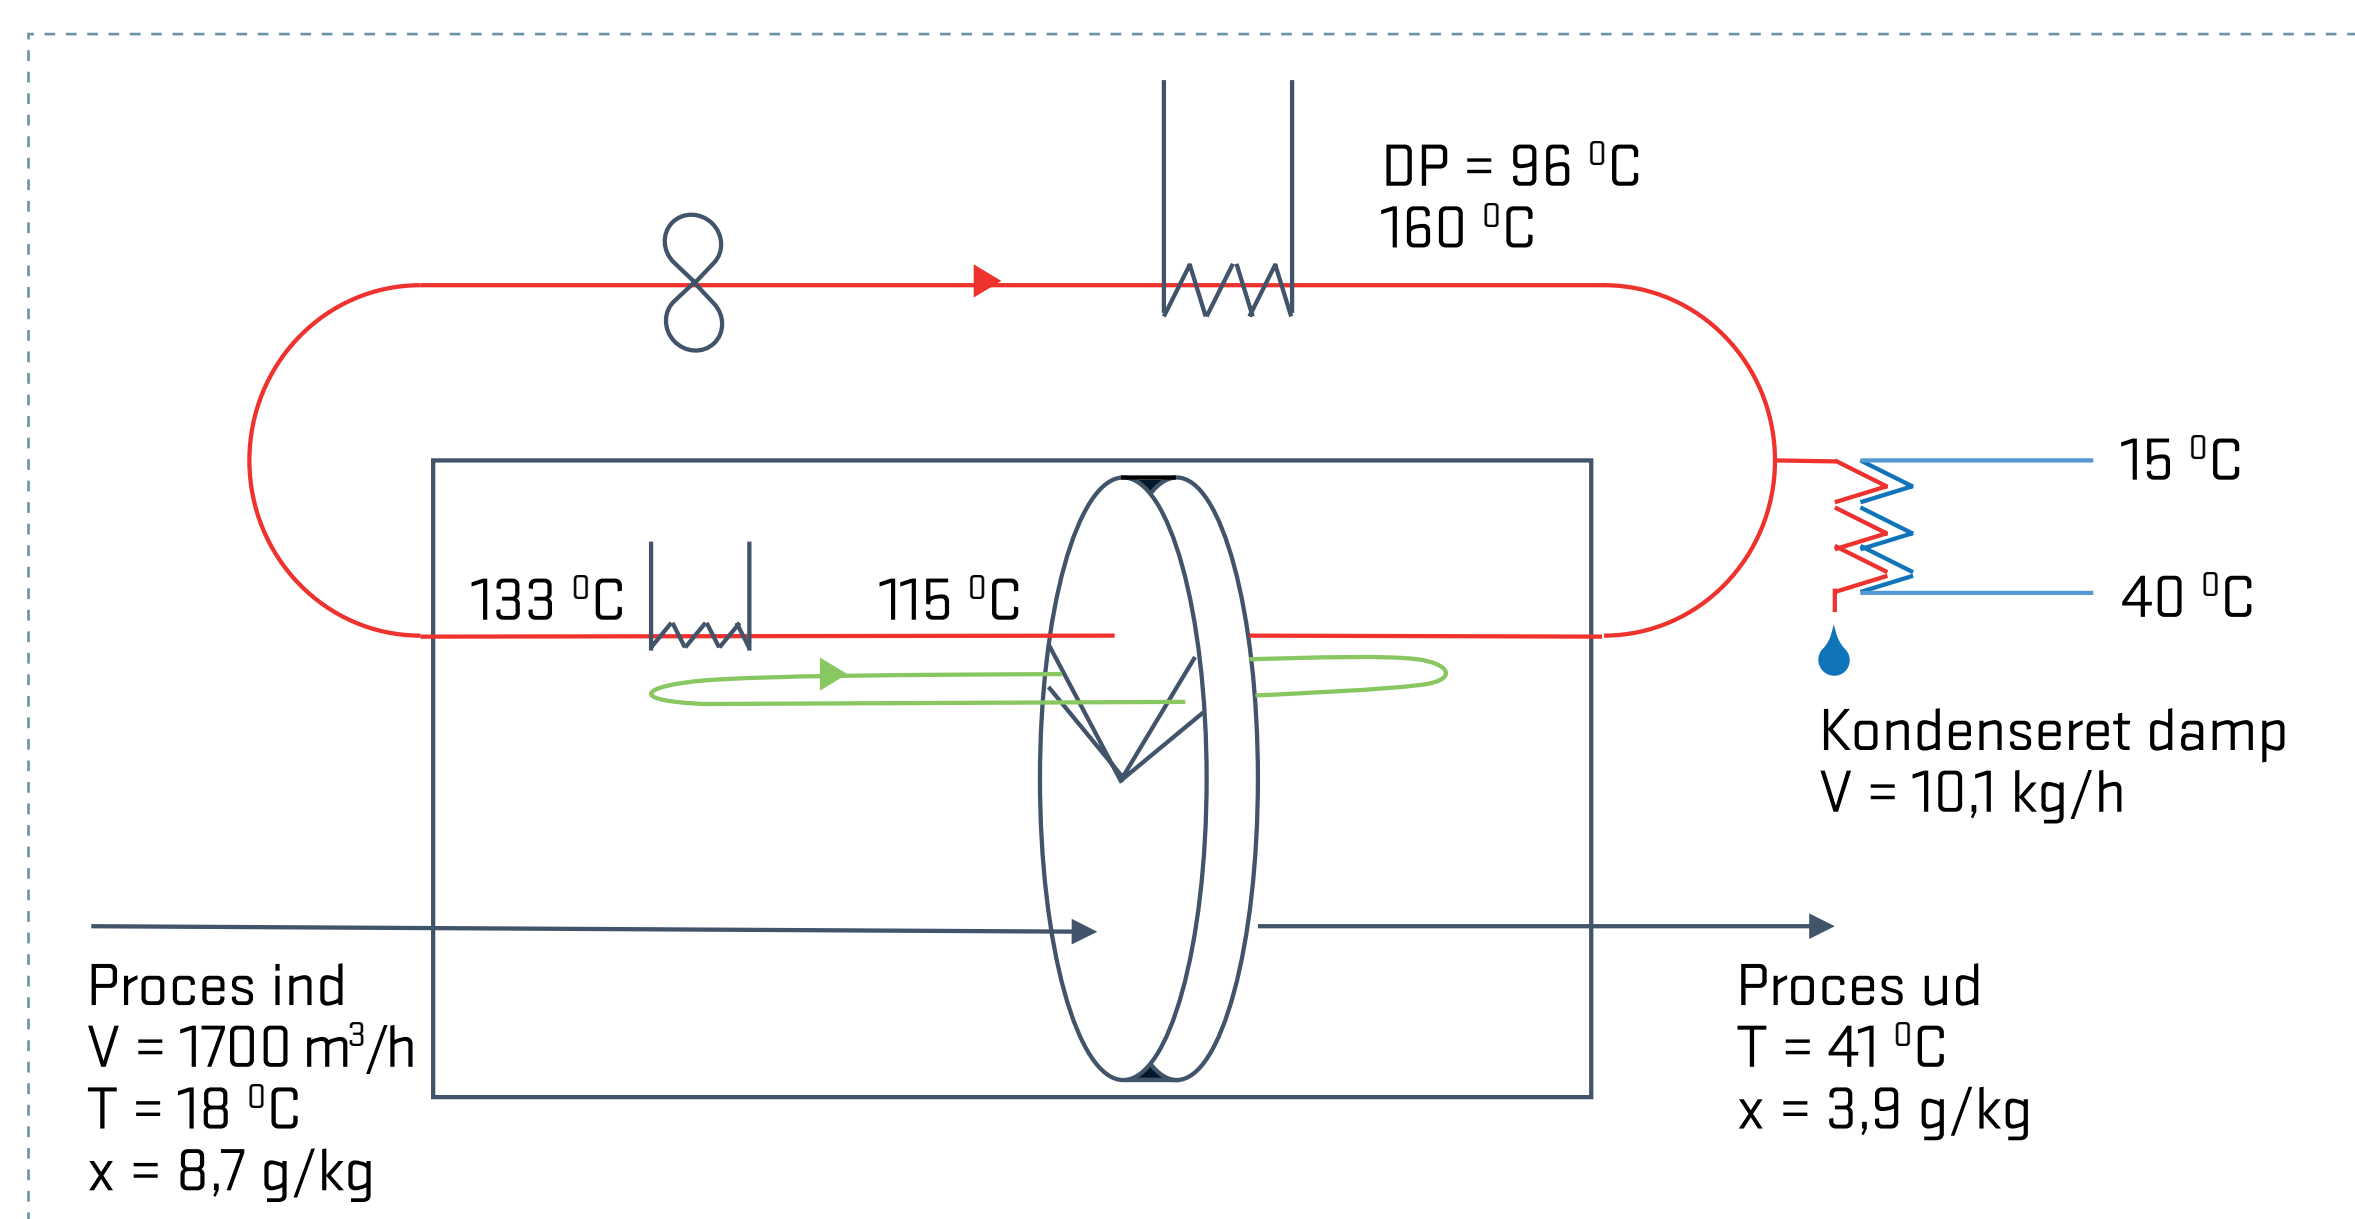 DP = 96 ⁰C
160 ⁰C
15 ⁰C
133 ⁰C
115 ⁰C
40 ⁰C
Kondenseret damp
V = 10,1 kg/h
Proces ind
V = 1700 m³/h
T = 18 ⁰C
x = 8,7 g/kg
Proces ud
T = 41 ⁰C
x = 3,9 g/kg